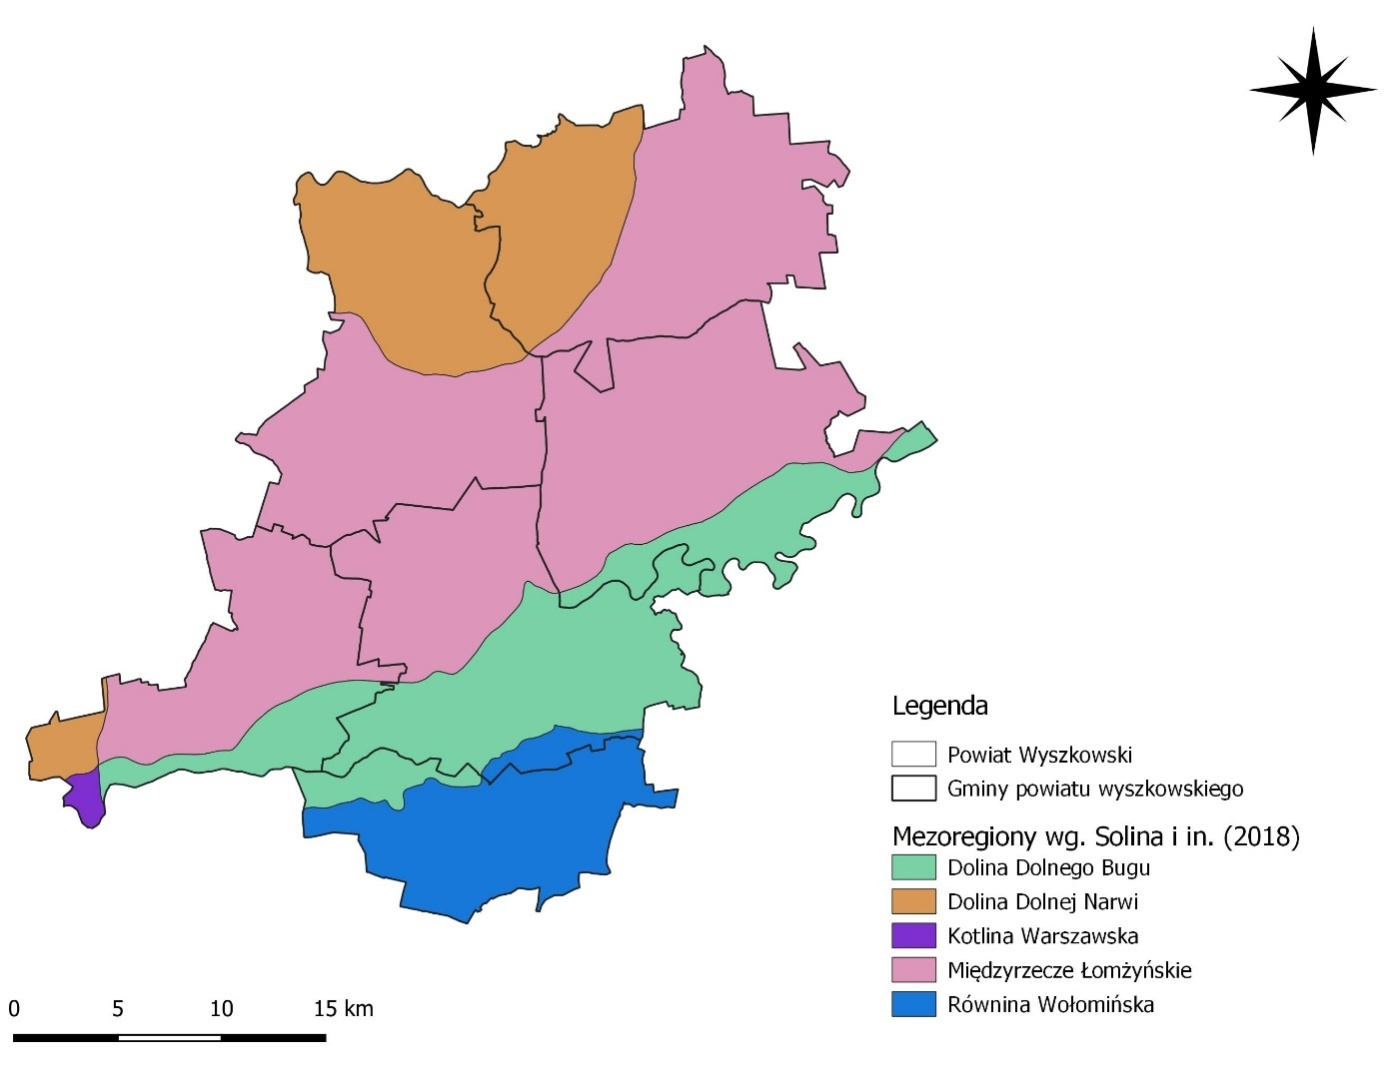 Legenda
Powiat Wyszkowski
Gminy powiatu wyszkowskiego
Mezoregiony wg. Solina i in. (2018)
Dolina Dolnego Bugu
Dolina Dolnej Narwi
Kotlina Warszawska
Międzyrzecze Łomżyńskie
Równina Wołomińska
0 5 10 15 km